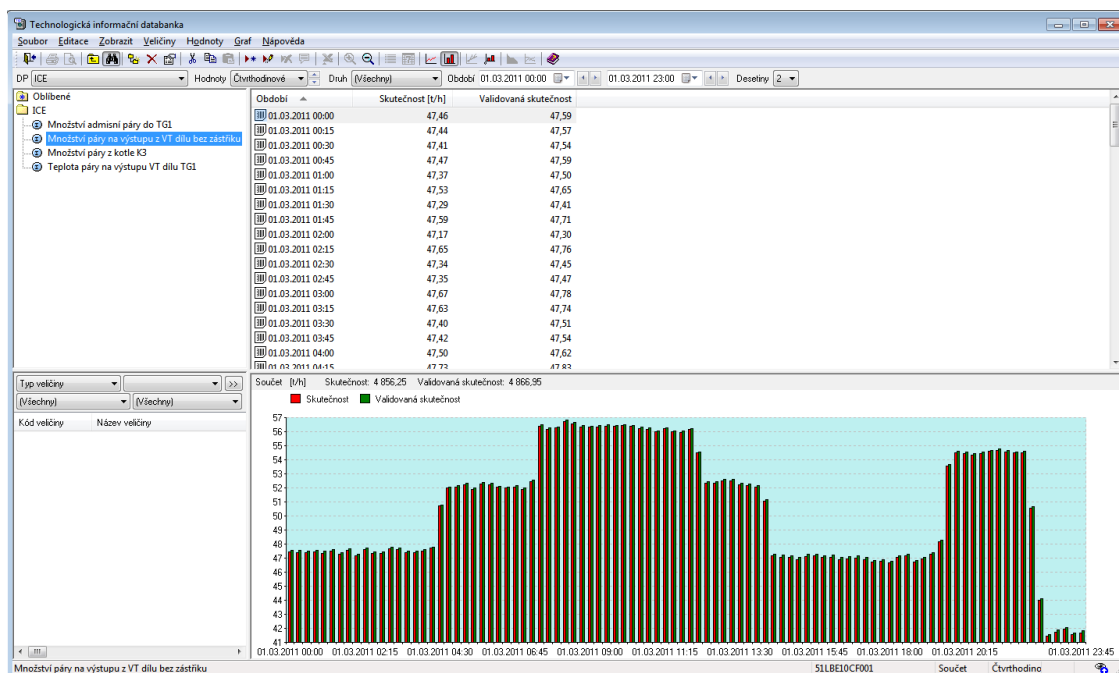 Technologická informační databanka
Soubor Editace Zobrazit Veličiny Hodnoty Graf Nápověda
DP ICE Hodnoty Čtvrthodinové Druh (Všechny) Období 01.03.2011 00:00 01.03.2011 23:00 Desetiny 2
Oblíbené
ICE
Množství admisní páry do TG1
Množství páry na výstupu z VT dílu bez zástřiku
Množství páry z kotle K3
Teplota páry na výstupu VT dílu TG1
Období Skutečnost [t/h] Validovaná skutečnost
01.03.2011 00:00 47,46 47,59
01.03.2011 00:15 47,44 47,57
01.03.2011 00:30 47,41 47,54
01.03.2011 00:45 47,47 47,59
01.03.2011 01:00 47,37 47,50
01.03.2011 01:15 47,53 47,65
01.03.2011 01:30 47,29 47,41
01.03.2011 01:45 47,59 47,71
01.03.2011 02:00 47,17 47,30
01.03.2011 02:15 47,65 47,76
01.03.2011 02:30 47,34 47,45
01.03.2011 02:45 47,35 47,47
01.03.2011 03:00 47,67 47,78
01.03.2011 03:15 47,63 47,74
01.03.2011 03:30 47,40 47,51
01.03.2011 03:45 47,42 47,54
01.03.2011 04:00 47,50 47,62
01.03.2011 04:15 47,73 47,83
Typ veličiny >>
(Všechny) (Všechny)
Kód veličiny Název veličiny
Součet [t/h] Skutečnost: 4 856,25 Validovaná skutečnost: 4 866,95
Skutečnost Validovaná skutečnost
57
56
55
54
53
52
51
50
49
48
47
46
45
44
43
42
41
01.03.2011 00:00 01.03.2011 02:15 01.03.2011 04:30 01.03.2011 06:45 01.03.2011 09:00 01.03.2011 11:15 01.03.2011 13:30 01.03.2011 15:45 01.03.2011 18:00 01.03.2011 20:15 01.03.2011 23:45
Množství páry na výstupu z VT dílu bez zástřiku 51LBE10CF001 Součet Čtvrthodino